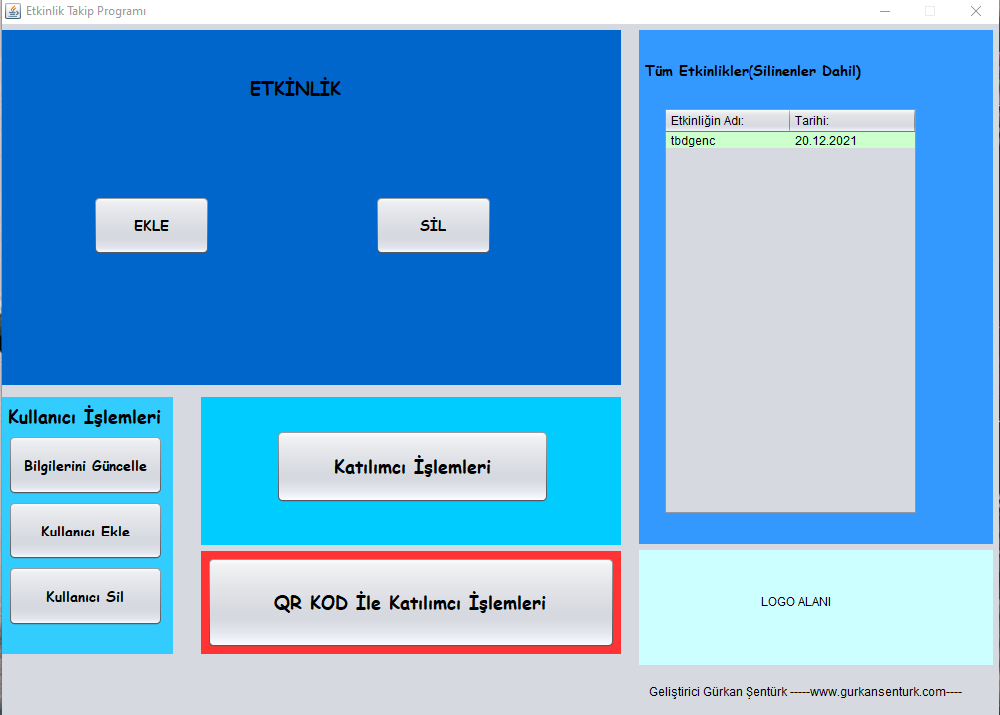 Etkinlik Takip Programı
ETKİNLİK
EKLE
SİL
Tüm Etkinlikler(Silinenler Dahil)
Etkinliğin Adı: Tarihi:
tbdgenc 20.12.2021
Kullanıcı İşlemleri
Bilgilerini Güncelle
Kullanıcı Ekle
Kullanıcı Sil
Katılımcı İşlemleri
QR KOD İle Katılımcı İşlemleri
LOGO ALANI
Geliştirici Gürkan Şentürk -----www.gurkansenturk.com----